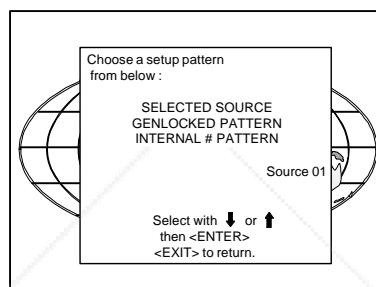 Choose a setup pattern
from below :
SELECTED SOURCE
GENLOCKED PATTERN
INTERNAL # PATTERN
Source 01
Select with ⬇ or ⬆
then <ENTER>
<EXIT> to return.